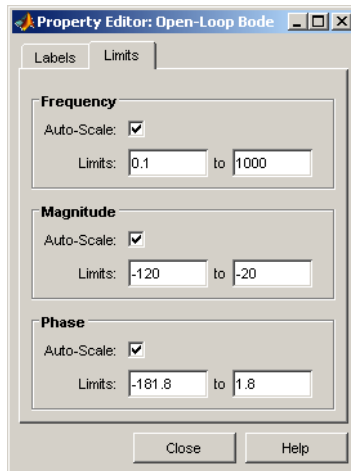 Property Editor: Open-Loop Bode
Labels Limits
Frequency
Auto-Scale:
Limits: 0.1 to 1000
Magnitude
Auto-Scale:
Limits: -120 to -20
Phase
Auto-Scale:
Limits: -181.8 to 1.8
Close Help